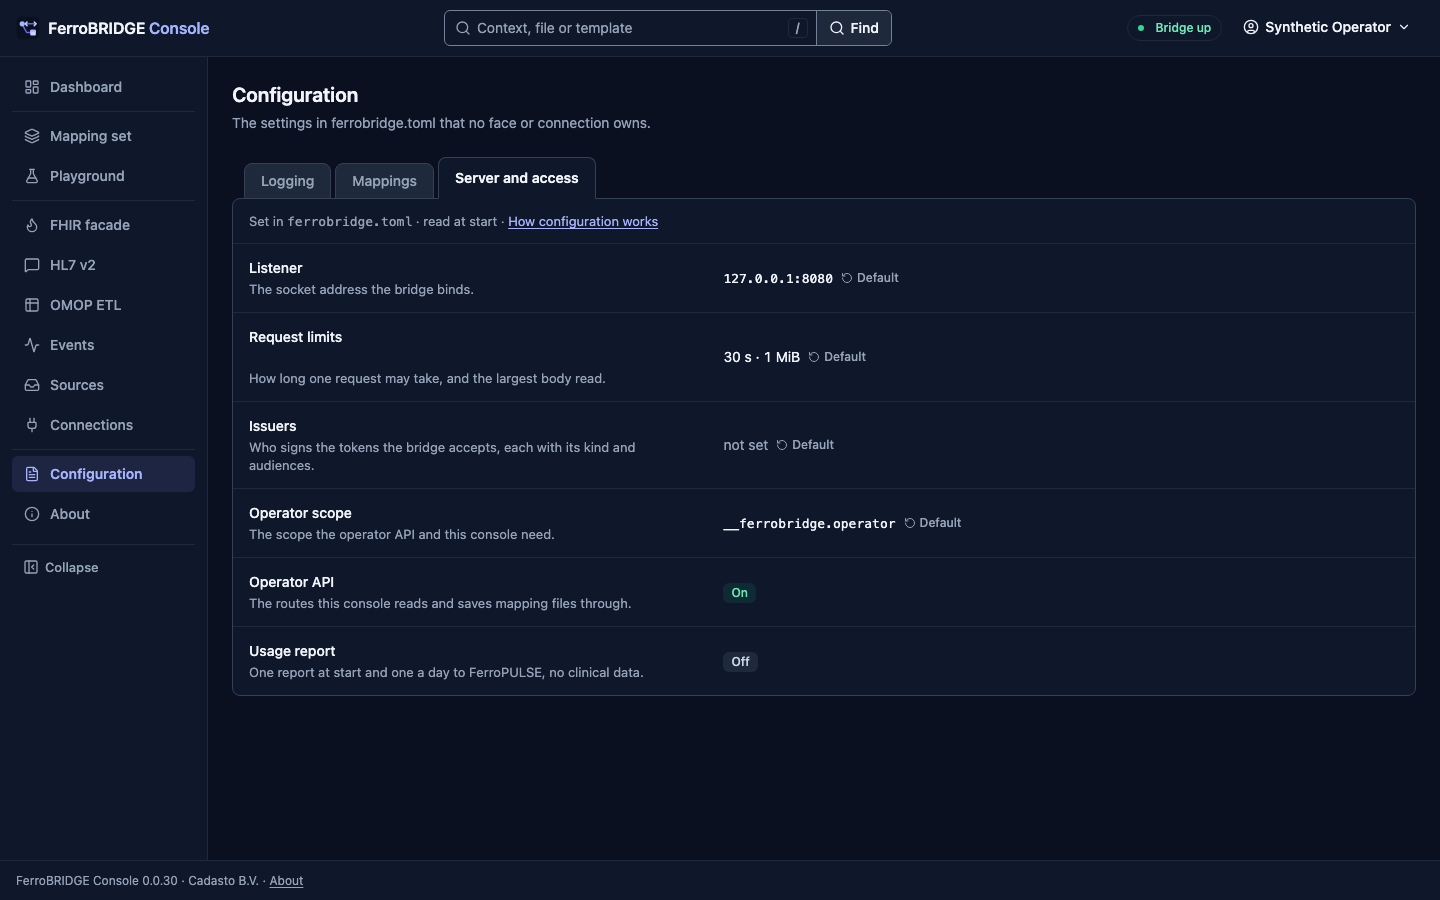 FerroBRIDGE Console
Context, file or template
/
Find
Bridge up
Synthetic Operator
Dashboard
Mapping set
Playground
FHIR facade
HL7 v2
OMOP ETL
Events
Sources
Connections
Configuration
About
Collapse
Configuration
The settings in ferrobridge.toml that no face or connection owns.
Logging
Mappings
Server and access
Set in ferrobridge.toml · read at start · How configuration works
Listener
The socket address the bridge binds.
127.0.0.1:8080 Default
Request limits
How long one request may take, and the largest body read.
30 s · 1 MiB Default
Issuers
Who signs the tokens the bridge accepts, each with its kind and
audiences.
not set Default
Operator scope
The scope the operator API and this console need.
__ferrobridge.operator Default
Operator API
The routes this console reads and saves mapping files through.
On
Usage report
One report at start and one a day to FerroPULSE, no clinical data.
Off
FerroBRIDGE Console 0.0.30 · Cadasto B.V. · About